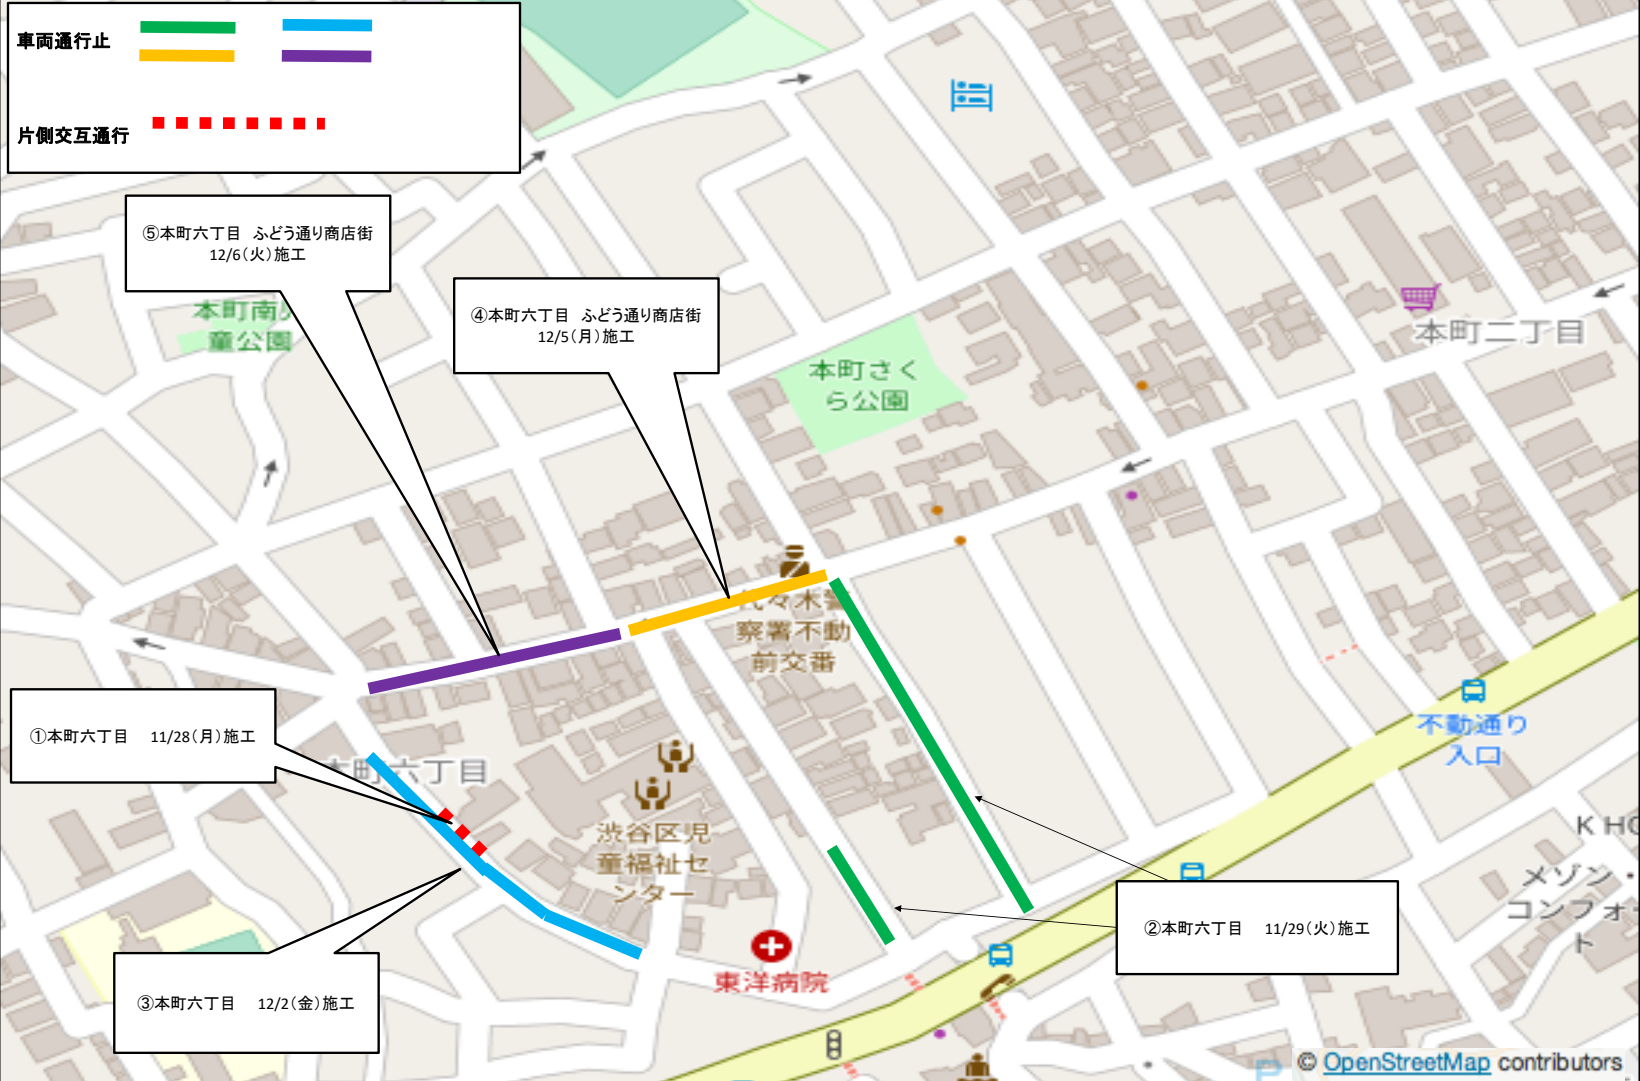 車両通行止
片側交互通行
⑤本町六丁目 ふどう通り商店街
12/6(火)施工
④本町六丁目 ふどう通り商店街
12/5(月)施工
本町南
童公園
本町さく
ら公園
本町二丁目
察署不動
前交番
①本町六丁目 11/28(月)施工
本町六丁目
渋谷区児
童福祉セ
ンター
不動通り
入口
K HO
メゾン・
コンフォー
ト
②本町六丁目 11/29(火)施工
東洋病院
③本町六丁目 12/2(金)施工
P
© OpenStreetMap contributors